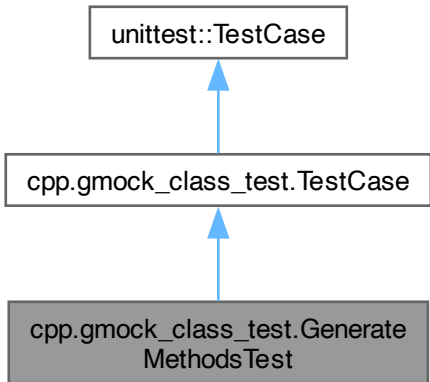 unittest::TestCase
cpp.gmock_class_test.TestCase
cpp.gmock_class_test.Generate
MethodsTest